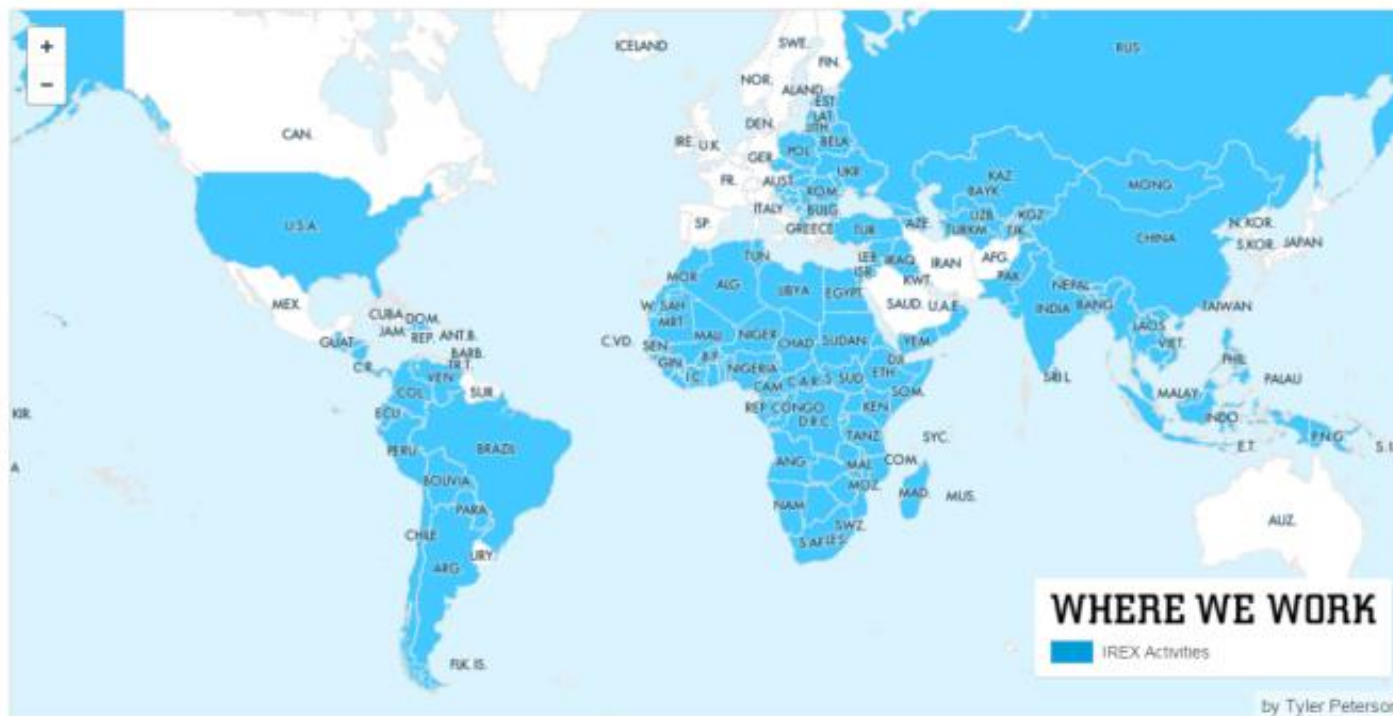 +
−
ICELAND
SWE.
FIN.
RUS
NOR.
ALAND
EST
LAT
LITH
DEN.
BELA
CAN.
IRE.
U.K.
GER
POL
UKR
KAZ
FR.
AUST
ROM
BAYK
MONG
ITALY
BULG
UZB
KGZ
U.S.A
SP.
GREECE
TUR
AZE.
TURKM
TJK
CHINA
N. KOR.
S.KOR.
JAPAN
TUN
LEB
IRAQ
IRAN
AFG.
ISR
MOR
KWT.
PAK
NEPAL
ALG
LIBYA
EGYPT
MEX.
W. SAH
SAUD.
U.A.E
INDIA
BANG
TAIWAN
CUBA
DOM.
MRT
JAM.
REP.
ANT.B.
MALI
NIGER
LAOS
GUAT
C.VD.
SEN
CHAD
SUDAN
YEM
VIET.
BARB.
GIN
B.F.
DJI
PHIL
C.R.
TR.T.
NIGERIA
ETH
VEN
I.C.
C.A.R
S. SUD
SRI L
PALAU
COL
SUR
CAM
SOM.
MALAY
KIR.
ECU
REP CONGO
KEN
INDO
D.R.C.
PERU
BRAZIL
TANZ
SYC.
E.T.
P.N.G
S. I.
BOLIVIA
ANG
MAL
COM.
MOZ.
PARA
NAM
MAD.
MUS.
CHILE
SWZ.
AUZ.
URY
S AF
LES.
ARG
FLK. IS.
WHERE WE WORK
IREX Activities
by Tyler Peterson